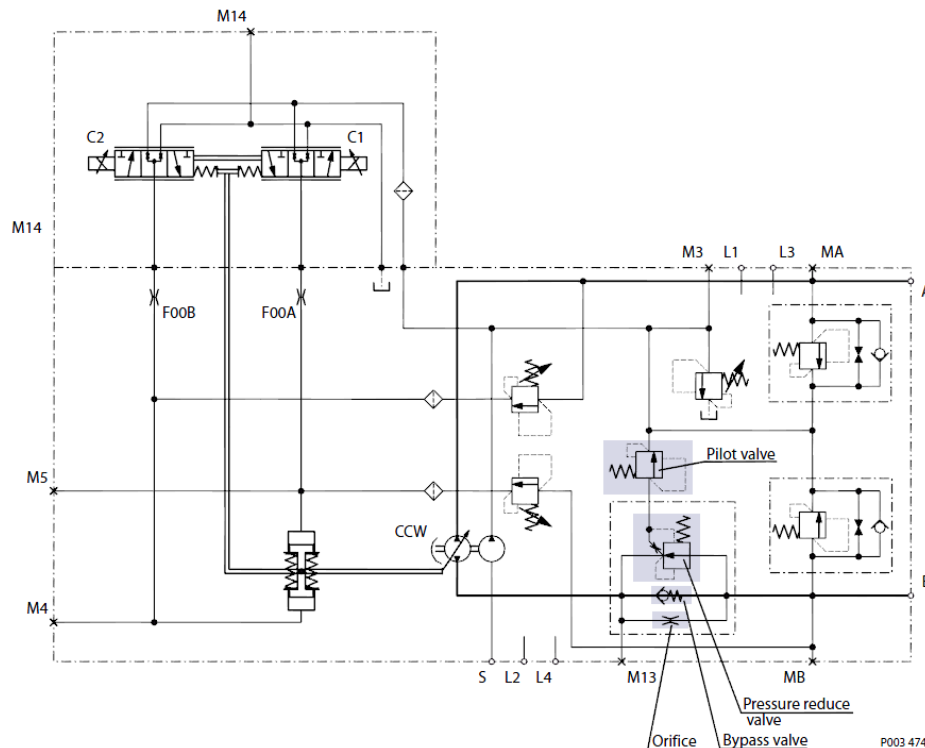 M14
C2
C1
M14
M3
L1
L3
MA
F00B
F00A
Pilot valve
M5
CCW
M4
S
L2
L4
M13
MB
Pressure reduce
valve
Orifice
Bypass valve
P003 474